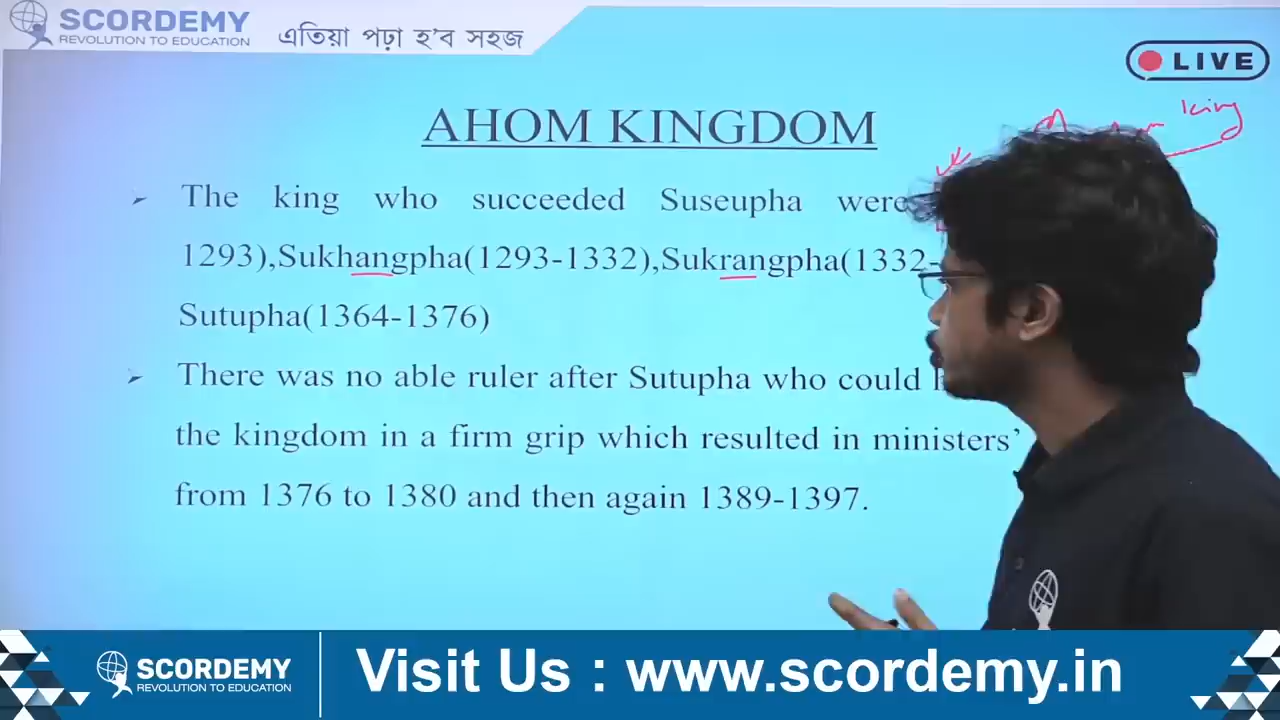 SCORDEMY
REVOLUTION TO EDUCATION
এতিয়া পঢ়া হ'ব সহজ
LIVE
king
AHOM KINGDOM
The king who succeeded Suseupha were
1293),Sukhangpha(1293-1332),Sukrangpha(1332-
Sutupha(1364-1376)
There was no able ruler after Sutupha who could
the kingdom in a firm grip which resulted in ministers’
from 1376 to 1380 and then again 1389-1397.
SCORDEMY
REVOLUTION TO EDUCATION
Visit Us : www.scordemy.in